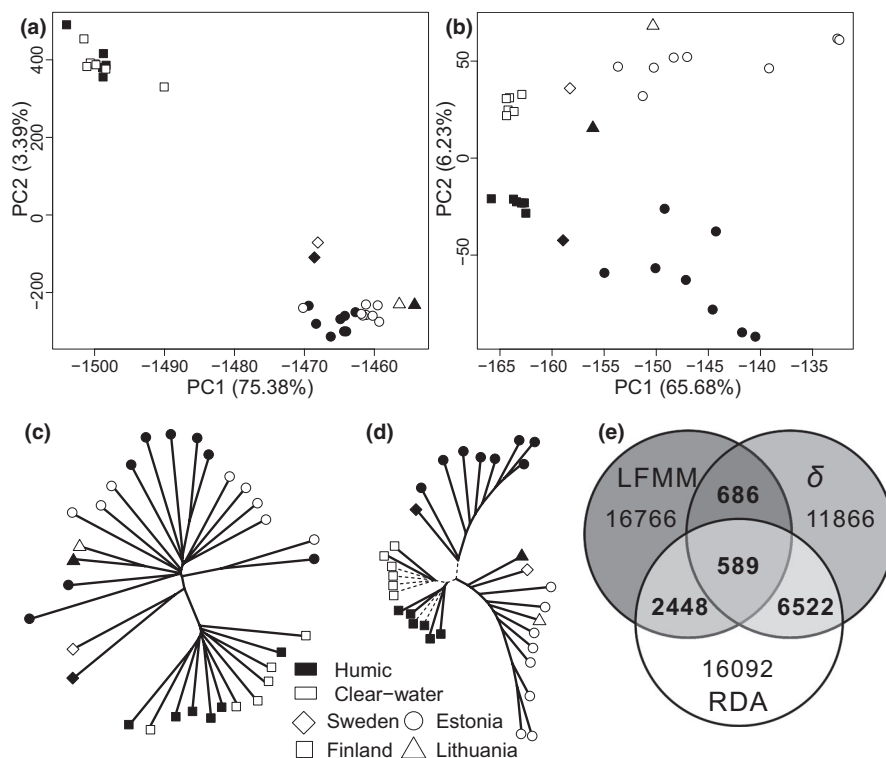 (a)
PC2 (3.39%)
400
200
0
−200
−1500 −1490 −1480 −1470 −1460
PC1 (75.38%)
(b)
PC2 (6.23%)
50
0
−50
−165 −160 −155 −150 −145 −140 −135
PC1 (65.68%)
(c)
(d)
Humic
Clear−water
Sweden Estonia
Finland Lithuania
(e)
LFMM
16766
686
δ
11866
589
2448
6522
16092
RDA